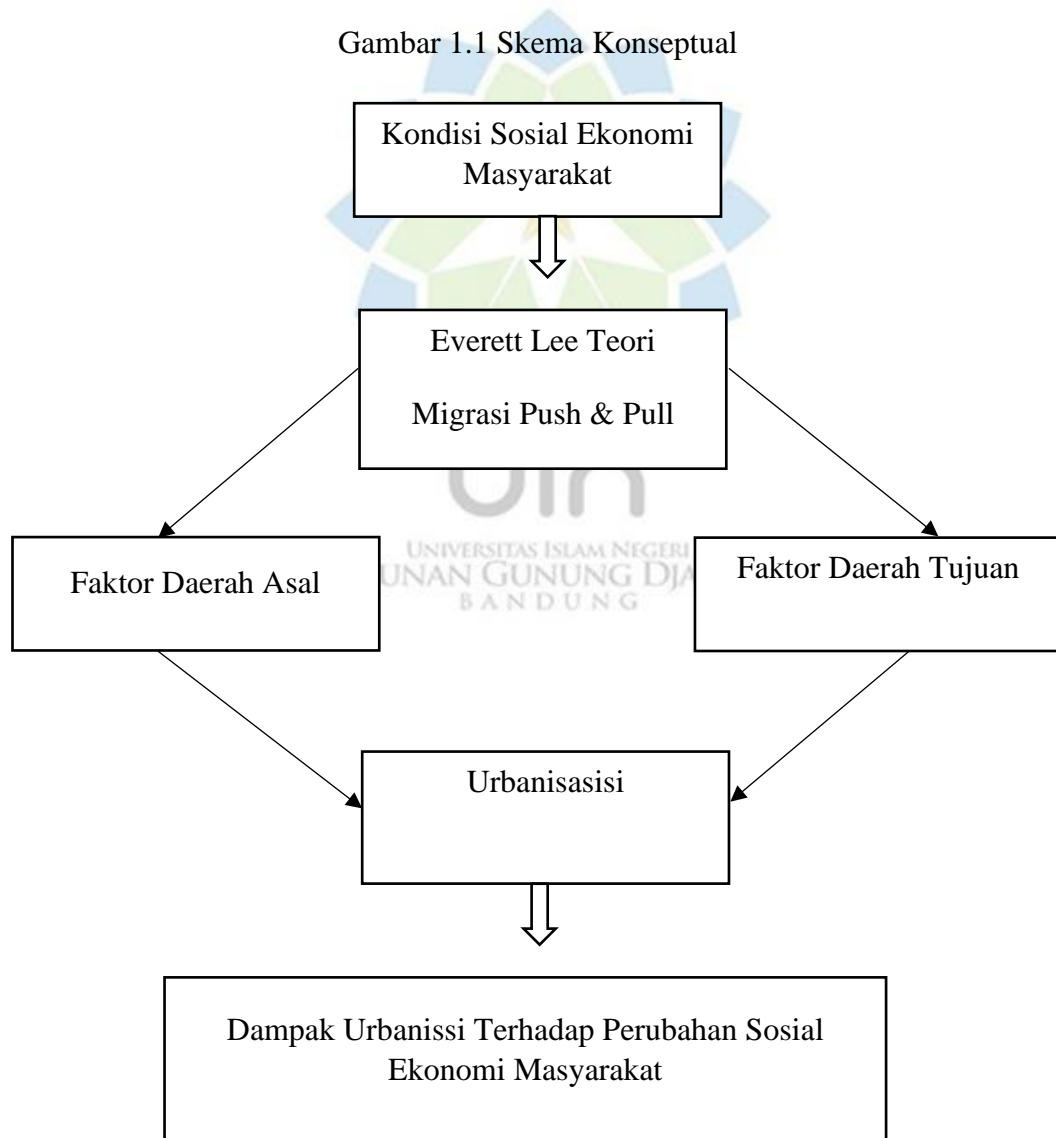 Gambar 1.1 Skema Konseptual
Kondisi Sosial Ekonomi
Masyarakat
Everett Lee Teori
Migrasi Push & Pull
uin
UNIVERSITAS ISLAM NEGERI
UNAN GUNUNG DJA
BANDUNG
Faktor Daerah Asal
Faktor Daerah Tujuan
Urbanisasisi
Dampak Urbanissi Terhadap Perubahan Sosial
Ekonomi Masyarakat